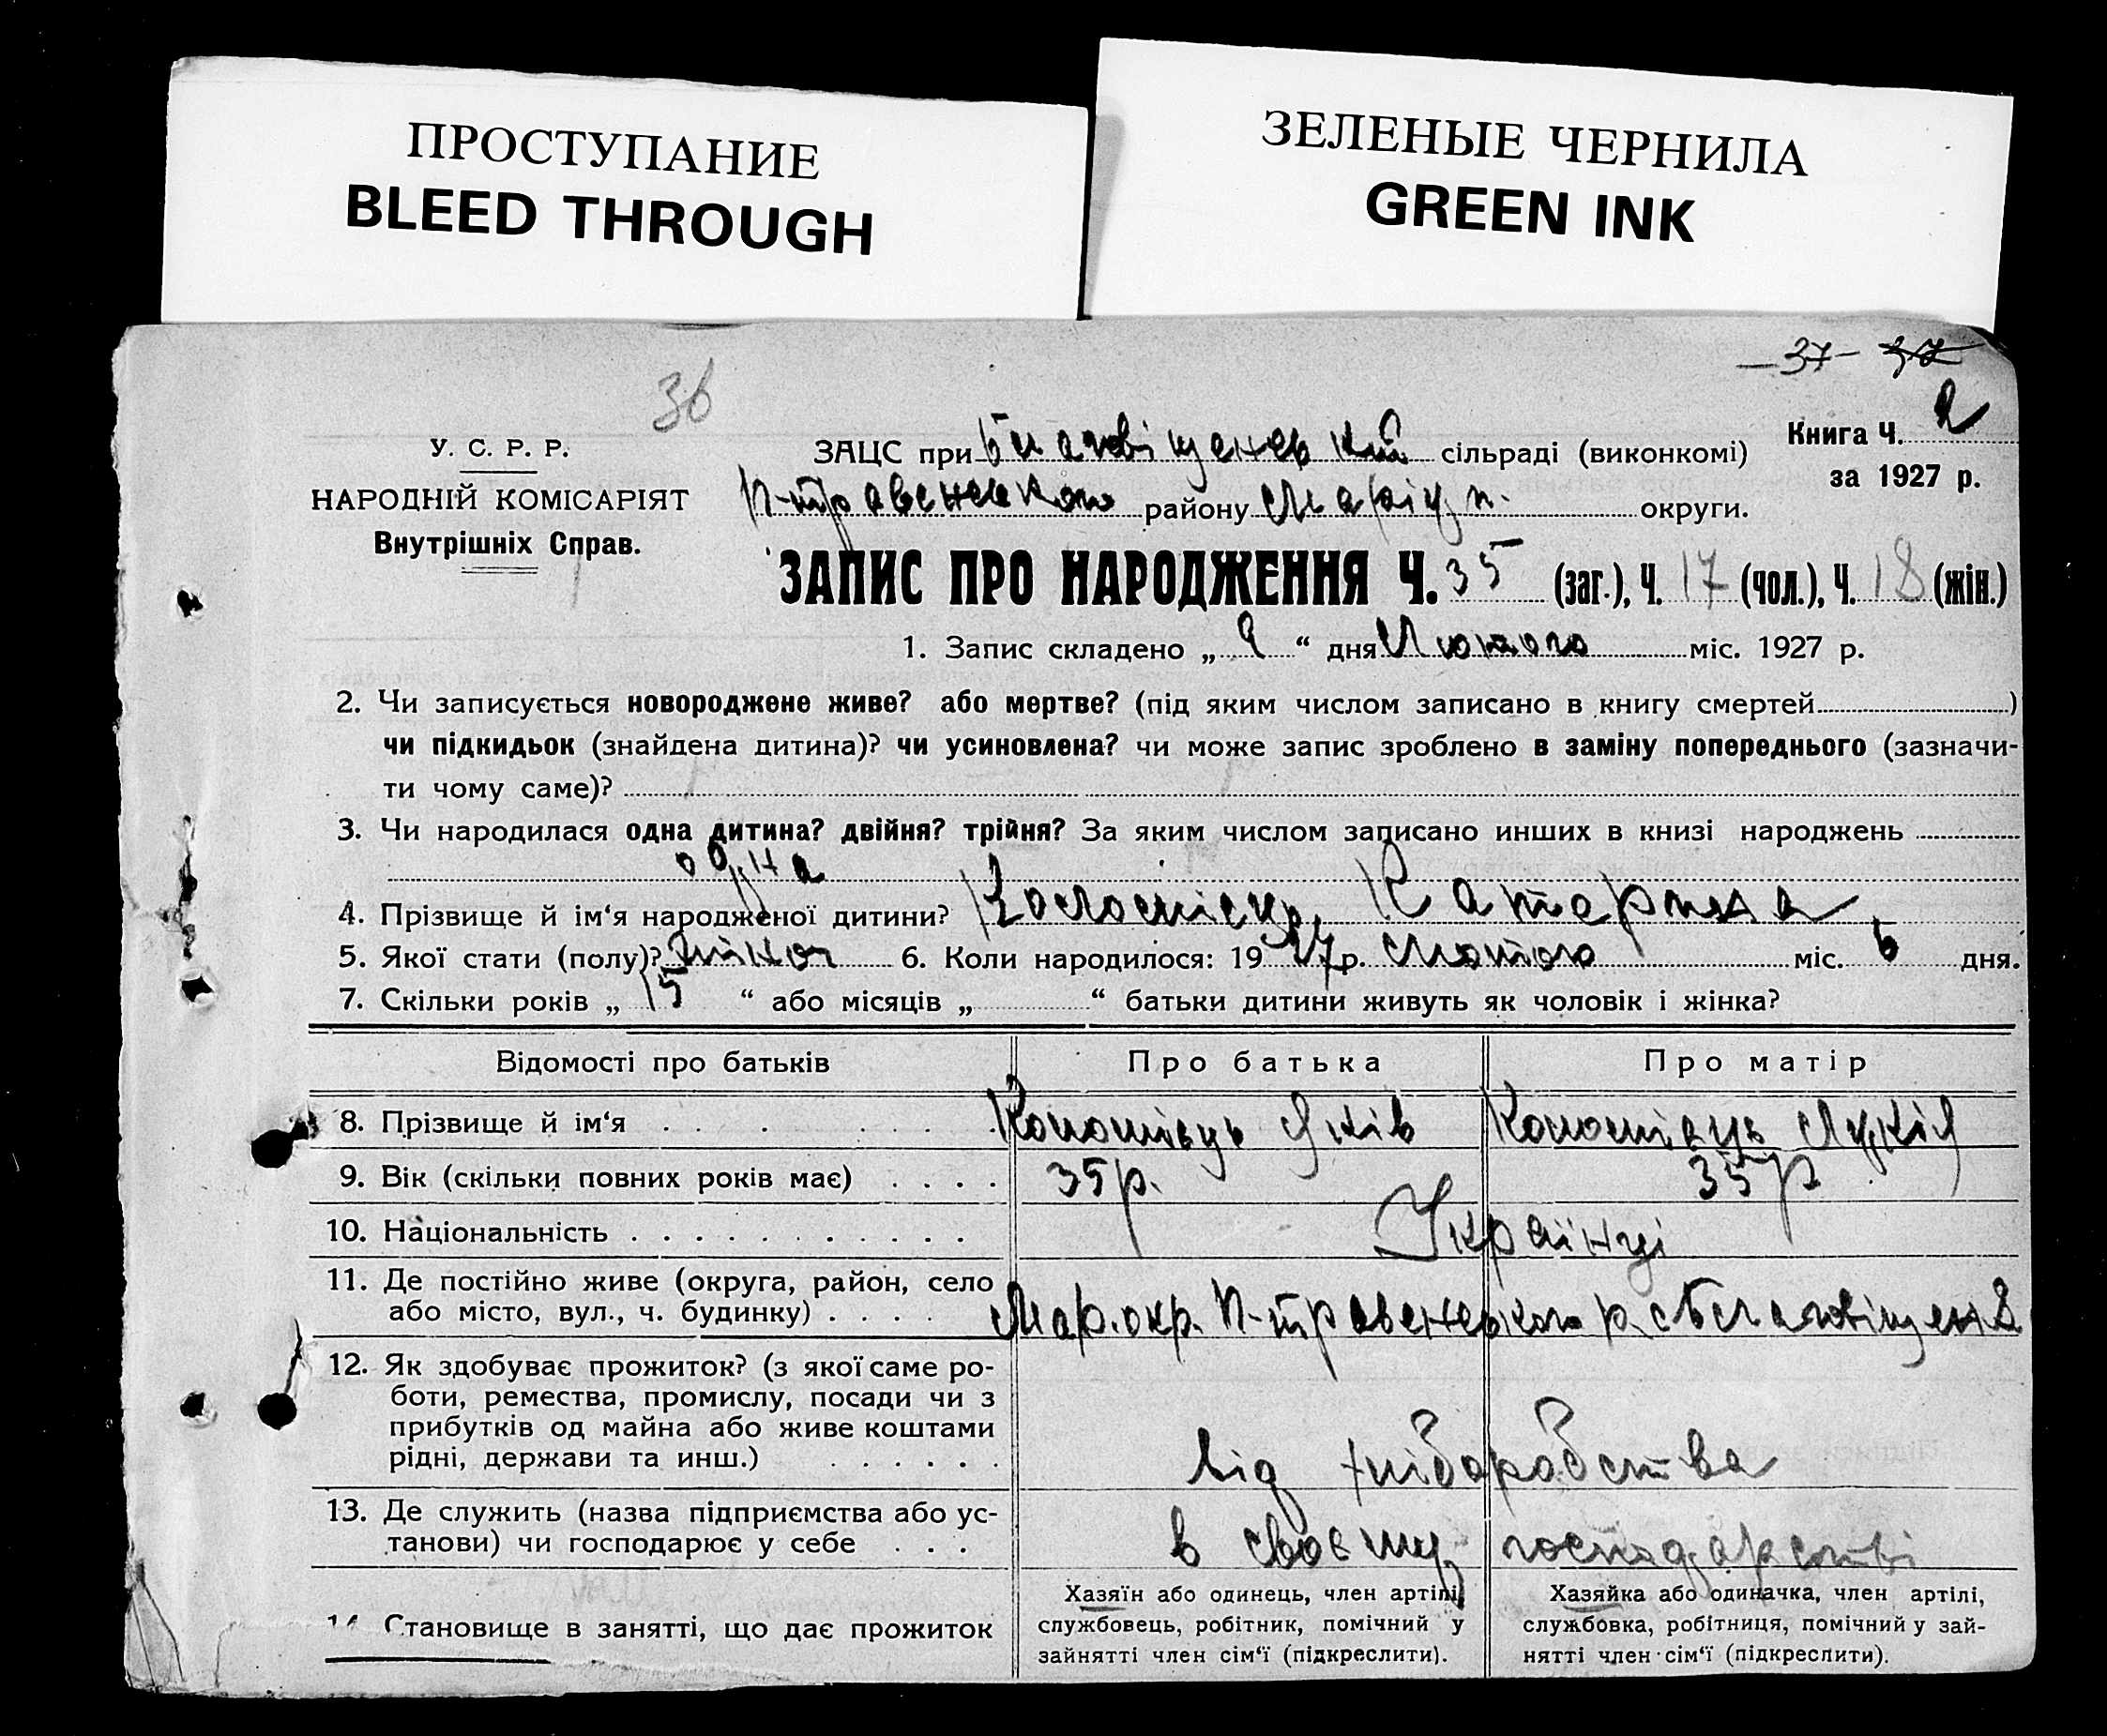 ПРОСТУПАНИЕ
BLEED THROUGH
ЗЕЛЕНЫЕ ЧЕРНИЛА
GREEN INK
—37— 37
36
У. С. Р. Р.
НАРОДНІЙ КОМІСАРІЯТ
Внутрішніх Справ.
ЗАЦС при сільраді (виконкомі)
району Маріуп. округи.
Книга Ч. 2
за 1927 р.
ЗАПИС ПРО НАРОДЖЕННЯ Ч. 35 (заг.), Ч. 17 (чол.), Ч. 18 (жін.)
1. Запис складено „ 9 “ дня Лютого міс. 1927 р.
2. Чи записується новороджене живе? або мертве? (під яким числом записано в книгу смертей )
чи підкидьок (знайдена дитина)? чи усиновлена? чи може запис зроблено в заміну попереднього (зазначи-
ти чому саме)?
3. Чи народилася одна дитина? двійня? трійня? За яким числом записано инших в книзі народжень
одна
4. Прізвище й ім‘я народженої дитини? Катерина
5. Якої стати (полу)? 6. Коли народилося: 19 27 р. Лютого міс. 6 дня.
7. Скільки років „ 15 “ або місяців „ “ батьки дитини живуть як чоловік і жінка?
Відомості про батьків Про батька Про матір
8. Прізвище й ім‘я Яків Лукія
9. Вік (скільки повних років має) 35 р. 35 р
10. Національність Українці
11. Де постійно живе (округа, район, село
або місто, вул., ч. будинку) Мар. окр.
12. Як здобуває прожиток? (з якої саме ро-
боти, ремества, промислу, посади чи з
прибутків од майна або живе коштами
рідні, держави та инш.) Від хліборобства
13. Де служить (назва підприємства або ус-
танови) чи господарює у себе в своєму господарстві
14. Становище в занятті, що дає прожиток
Хазяїн або одинець, член артілі,
службовець, робітник, помічний у
зайнятті член сім‘ї (підкреслити).
Хазяйка або одиначка, член артілі,
службовка, робітниця, помічний у зай-
нятті член сім‘ї (підкреслити).